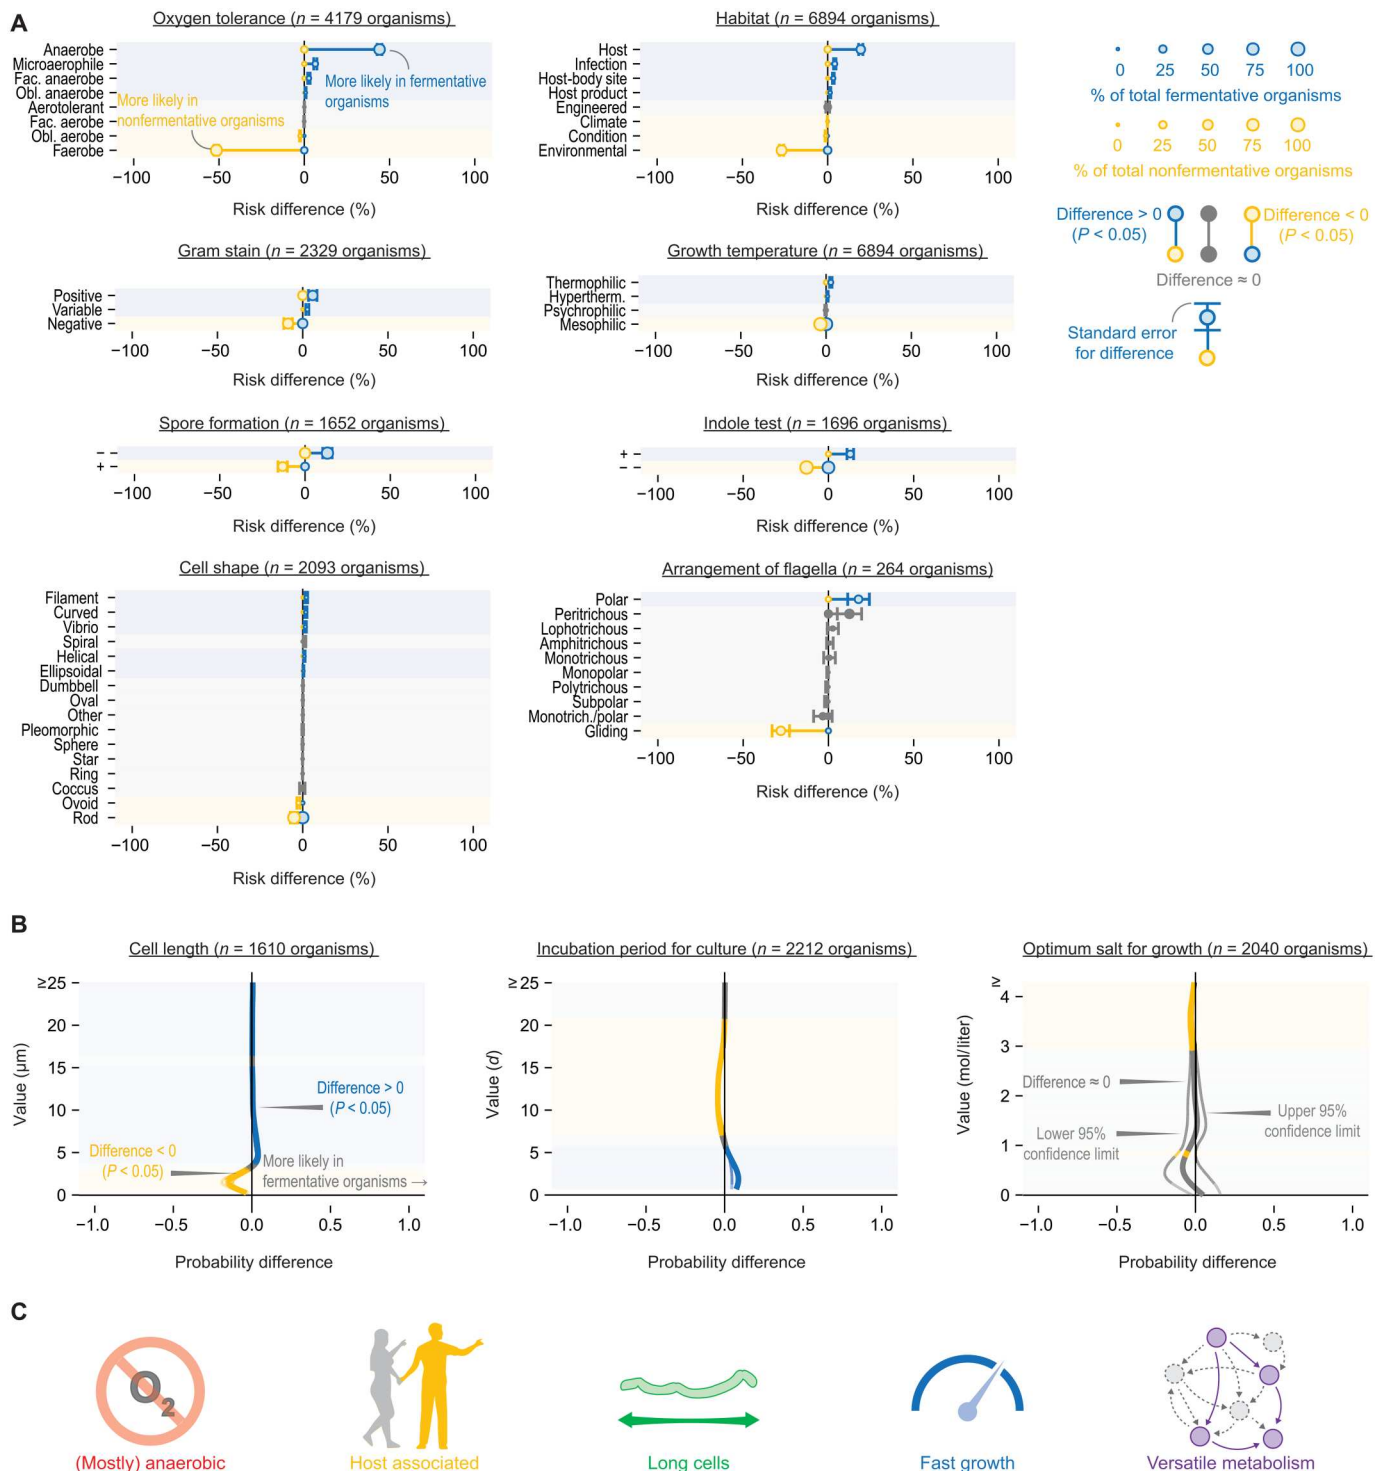 A
Oxygen tolerance (n = 4179 organisms)
Anaerobe
Microaerophile
Fac. anaerobe
Obl. anaerobe
Aerotolerant
Fac. aerobe
Obl. aerobe
Faerobe
More likely in fermentative
organisms
More likely in
nonfermentative organisms
−100 −50 0 50 100
Risk difference (%)
Habitat (n = 6894 organisms)
Host
Infection
Host-body site
Host product
Engineered
Climate
Condition
Environmental
−100 −50 0 50 100
Risk difference (%)
0 25 50 75 100
% of total fermentative organisms
0 25 50 75 100
% of total nonfermentative organisms
Difference > 0
(P < 0.05)
Difference < 0
(P < 0.05)
Difference ≈ 0
Standard error
for difference
Gram stain (n = 2329 organisms)
Positive
Variable
Negative
−100 −50 0 50 100
Risk difference (%)
Growth temperature (n = 6894 organisms)
Thermophilic
Hypertherm.
Psychrophilic
Mesophilic
−100 −50 0 50 100
Risk difference (%)
Spore formation (n = 1652 organisms)
−
+
−100 −50 0 50 100
Risk difference (%)
Indole test (n = 1696 organisms)
+
−
−100 −50 0 50 100
Risk difference (%)
Cell shape (n = 2093 organisms)
Filament
Curved
Vibrio
Spiral
Helical
Ellipsoidal
Dumbbell
Oval
Other
Pleomorphic
Sphere
Star
Ring
Coccus
Ovoid
Rod
−100 −50 0 50 100
Risk difference (%)
Arrangement of flagella (n = 264 organisms)
Polar
Peritrichous
Lophotrichous
Amphitrichous
Monotrichous
Monopolar
Polytrichous
Subpolar
Monotrich./polar
Gliding
−100 −50 0 50 100
Risk difference (%)
B
Cell length (n = 1610 organisms)
Value (µm)
≥25
20
15
10
5
0
Difference > 0
(P < 0.05)
Difference < 0
(P < 0.05)
More likely in
fermentative organisms →
−1.0 −0.5 0.0 0.5 1.0
Probability difference
Incubation period for culture (n = 2212 organisms)
Value (d)
≥25
20
15
10
5
0
−1.0 −0.5 0.0 0.5 1.0
Probability difference
Optimum salt for growth (n = 2040 organisms)
Value (mol/liter)
≥
4
3
2
1
0
Difference ≈ 0
Upper 95%
confidence limit
Lower 95%
confidence limit
−1.0 −0.5 0.0 0.5 1.0
Probability difference
C
O2
(Mostly) anaerobic
Host associated
Long cells
Fast growth
Versatile metabolism